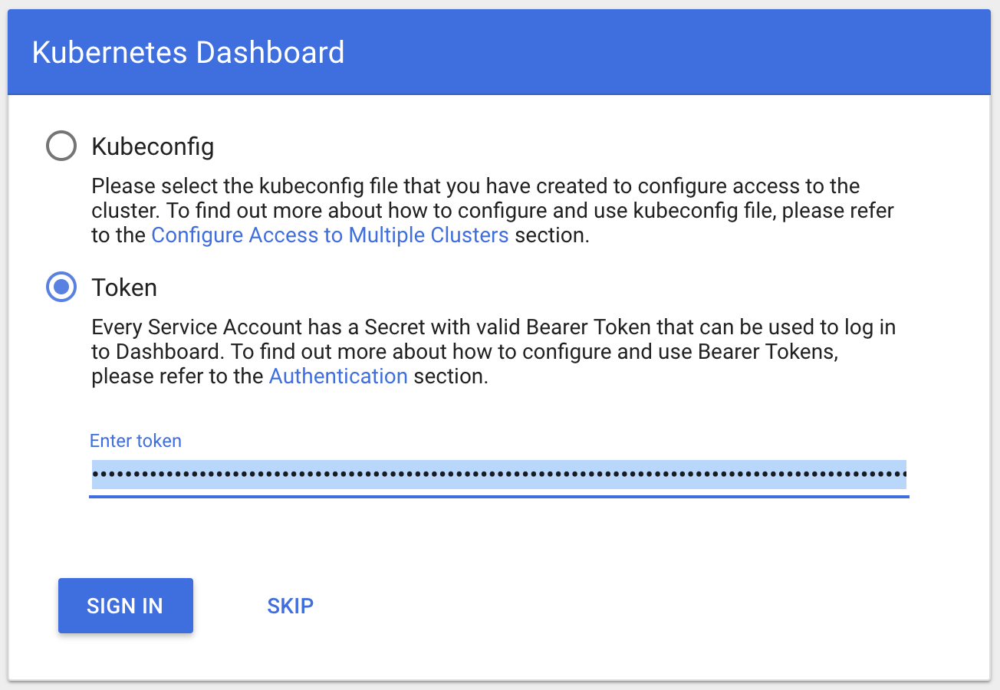 Kubernetes Dashboard
Kubeconfig
Please select the kubeconfig file that you have created to configure access to the
cluster. To find out more about how to configure and use kubeconfig file, please refer
to the Configure Access to Multiple Clusters section.
Token
Every Service Account has a Secret with valid Bearer Token that can be used to log in
to Dashboard. To find out more about how to configure and use Bearer Tokens,
please refer to the Authentication section.
Enter token
SIGN IN
SKIP